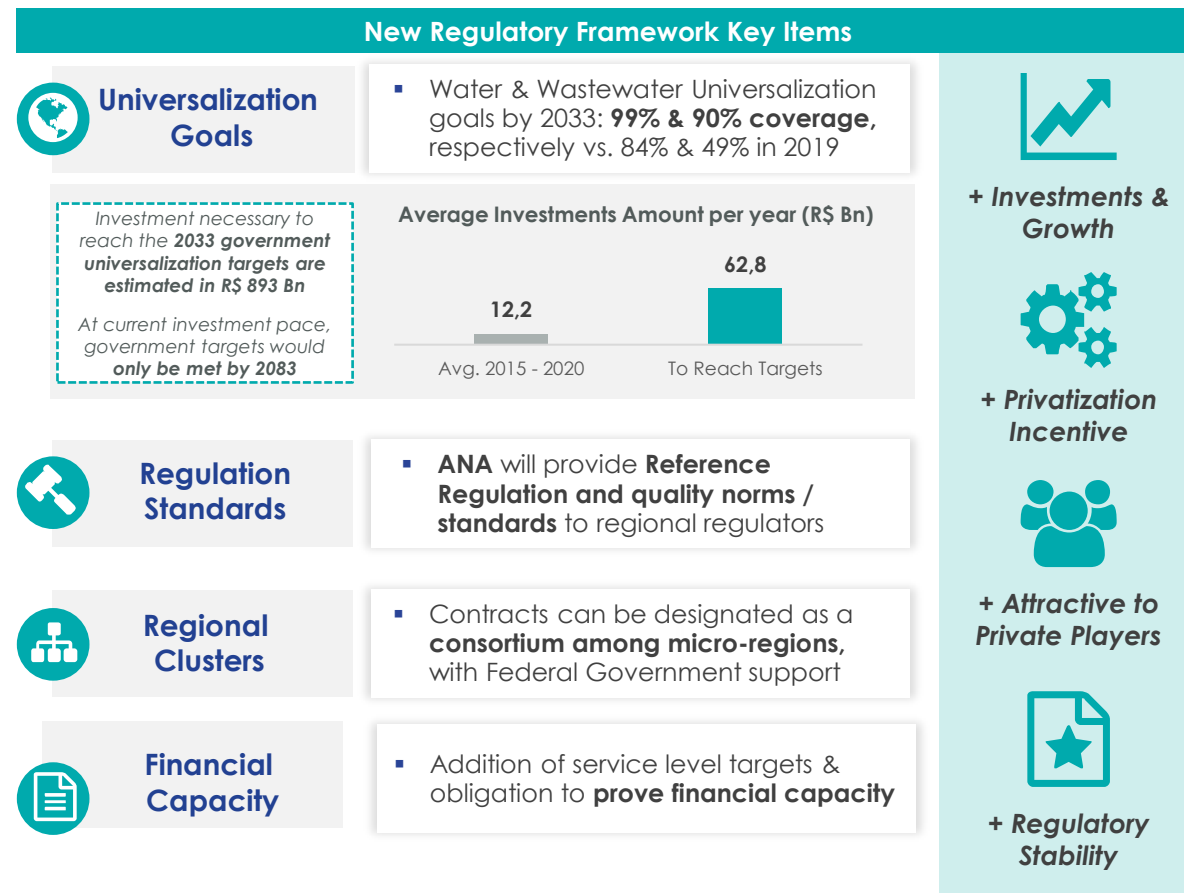 New Regulatory Framework Key Items
Universalization
Goals
▪ Water & Wastewater Universalization
goals by 2033: 99% & 90% coverage,
respectively vs. 84% & 49% in 2019
Investment necessary to
reach the 2033 government
universalization targets are
estimated in R$ 893 Bn
At current investment pace,
government targets would
only be met by 2083
Average Investments Amount per year (R$ Bn)
12,2
62,8
Avg. 2015 - 2020
To Reach Targets
Regulation
Standards
▪ ANA will provide Reference
Regulation and quality norms /
standards to regional regulators
Regional
Clusters
▪ Contracts can be designated as a
consortium among micro-regions,
with Federal Government support
Financial
Capacity
▪ Addition of service level targets &
obligation to prove financial capacity
+ Investments &
Growth
+ Privatization
Incentive
+ Attractive to
Private Players
+ Regulatory
Stability